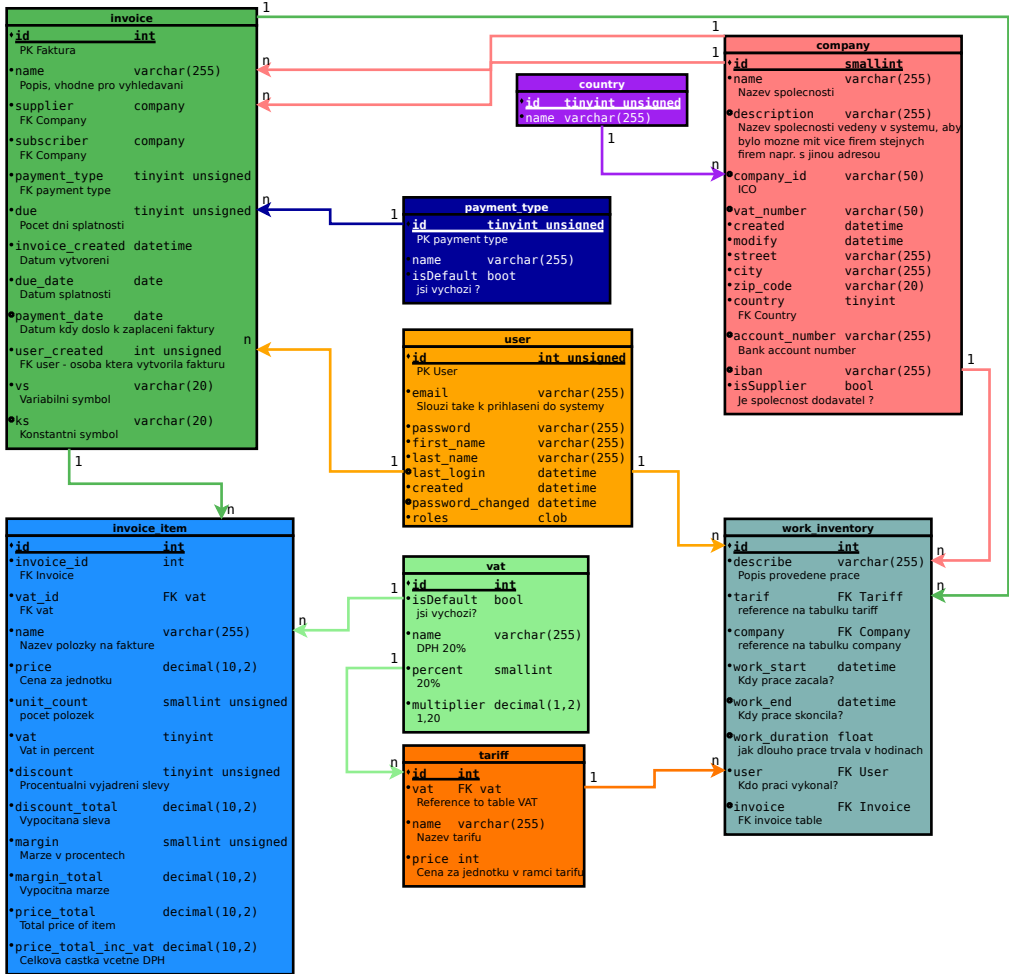 invoice
id int
PK Faktura
name varchar(255)
Popis, vhodne pro vyhledavani
supplier company
FK Company
subscriber company
FK Company
payment_type tinyint unsigned
FK payment type
due tinyint unsigned
Pocet dni splatnosti
invoice_created datetime
Datum vytvoreni
due_date date
Datum splatnosti
payment_date date
Datum kdy doslo k zaplaceni faktury
user_created int unsigned
FK user - osoba ktera vytvorila fakturu
vs varchar(20)
Variabilni symbol
ks varchar(20)
Konstantni symbol
1
n
n
n
n
1
n
1
1
country
id tinyint unsigned
name varchar(255)
1
n
company
id smallint
name varchar(255)
Nazev spolecnosti
description varchar(255)
Nazev spolecnosti vedeny v systemu, aby
bylo mozne mit vice firem stejnych
firem napr. s jinou adresou
company_id varchar(50)
ICO
vat_number varchar(50)
created datetime
modify datetime
street varchar(255)
city varchar(255)
zip_code varchar(20)
country tinyint
FK Country
account_number varchar(255)
Bank account number
iban varchar(255)
isSupplier bool
Je spolecnost dodavatel ?
1
1
payment_type
id tinyint unsigned
PK payment type
name varchar(255)
isDefault boot
jsi vychozi ?
user
id int unsigned
PK User
email varchar(255)
Slouzi take k prihlaseni do systemy
password varchar(255)
first_name varchar(255)
last_name varchar(255)
last_login datetime
created datetime
password_changed datetime
roles clob
1
1
n
n
n
invoice_item
id int
invoice_id int
FK Invoice
vat_id FK vat
FK vat
name varchar(255)
Nazev polozky na fakture
price decimal(10,2)
Cena za jednotku
unit_count smallint unsigned
pocet polozek
vat tinyint
Vat in percent
discount tinyint unsigned
Procentualni vyjadreni slevy
discount_total decimal(10,2)
Vypocitana sleva
margin smallint unsigned
Marze v procentech
margin_total decimal(10,2)
Vypocitna marze
price_total decimal(10,2)
Total price of item
price_total_inc_vat decimal(10,2)
Celkova castka vcetne DPH
n
1
1
vat
id int
isDefault bool
jsi vychozi?
name varchar(255)
DPH 20%
percent smallint
20%
multiplier decimal(1,2)
1,20
n
tariff
id int
vat FK vat
Reference to table VAT
name varchar(255)
Nazev tarifu
price int
Cena za jednotku v ramci tarifu
1
n
work_inventory
id int
describe varchar(255)
Popis provedene prace
tarif FK Tariff
reference na tabulku tariff
company FK Company
reference na tabulku company
work_start datetime
Kdy prace zacala?
work_end datetime
Kdy prace skoncila?
work_duration float
jak dlouho prace trvala v hodinach
user FK User
Kdo praci vykonal?
invoice FK Invoice
FK invoice table